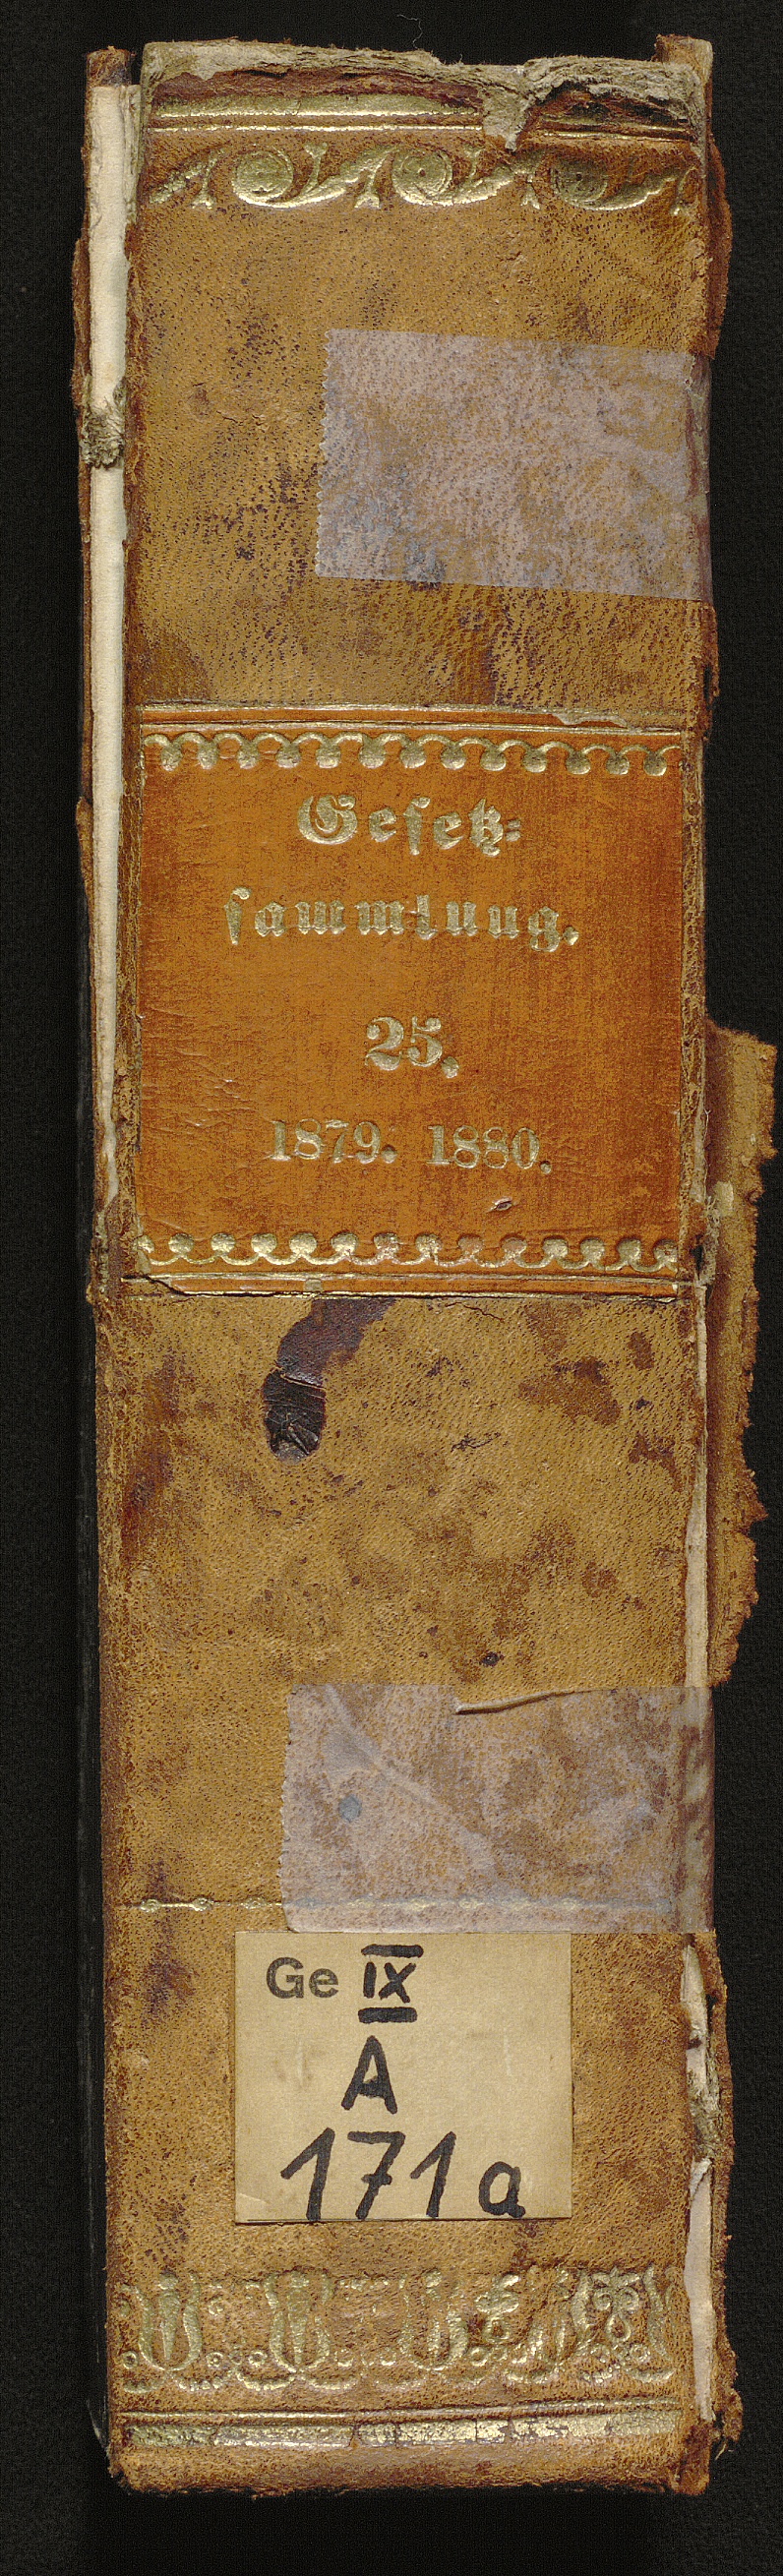 Geſetz⸗
ſammlung.
25.
1879. 1880.
Ge IX
A
171a